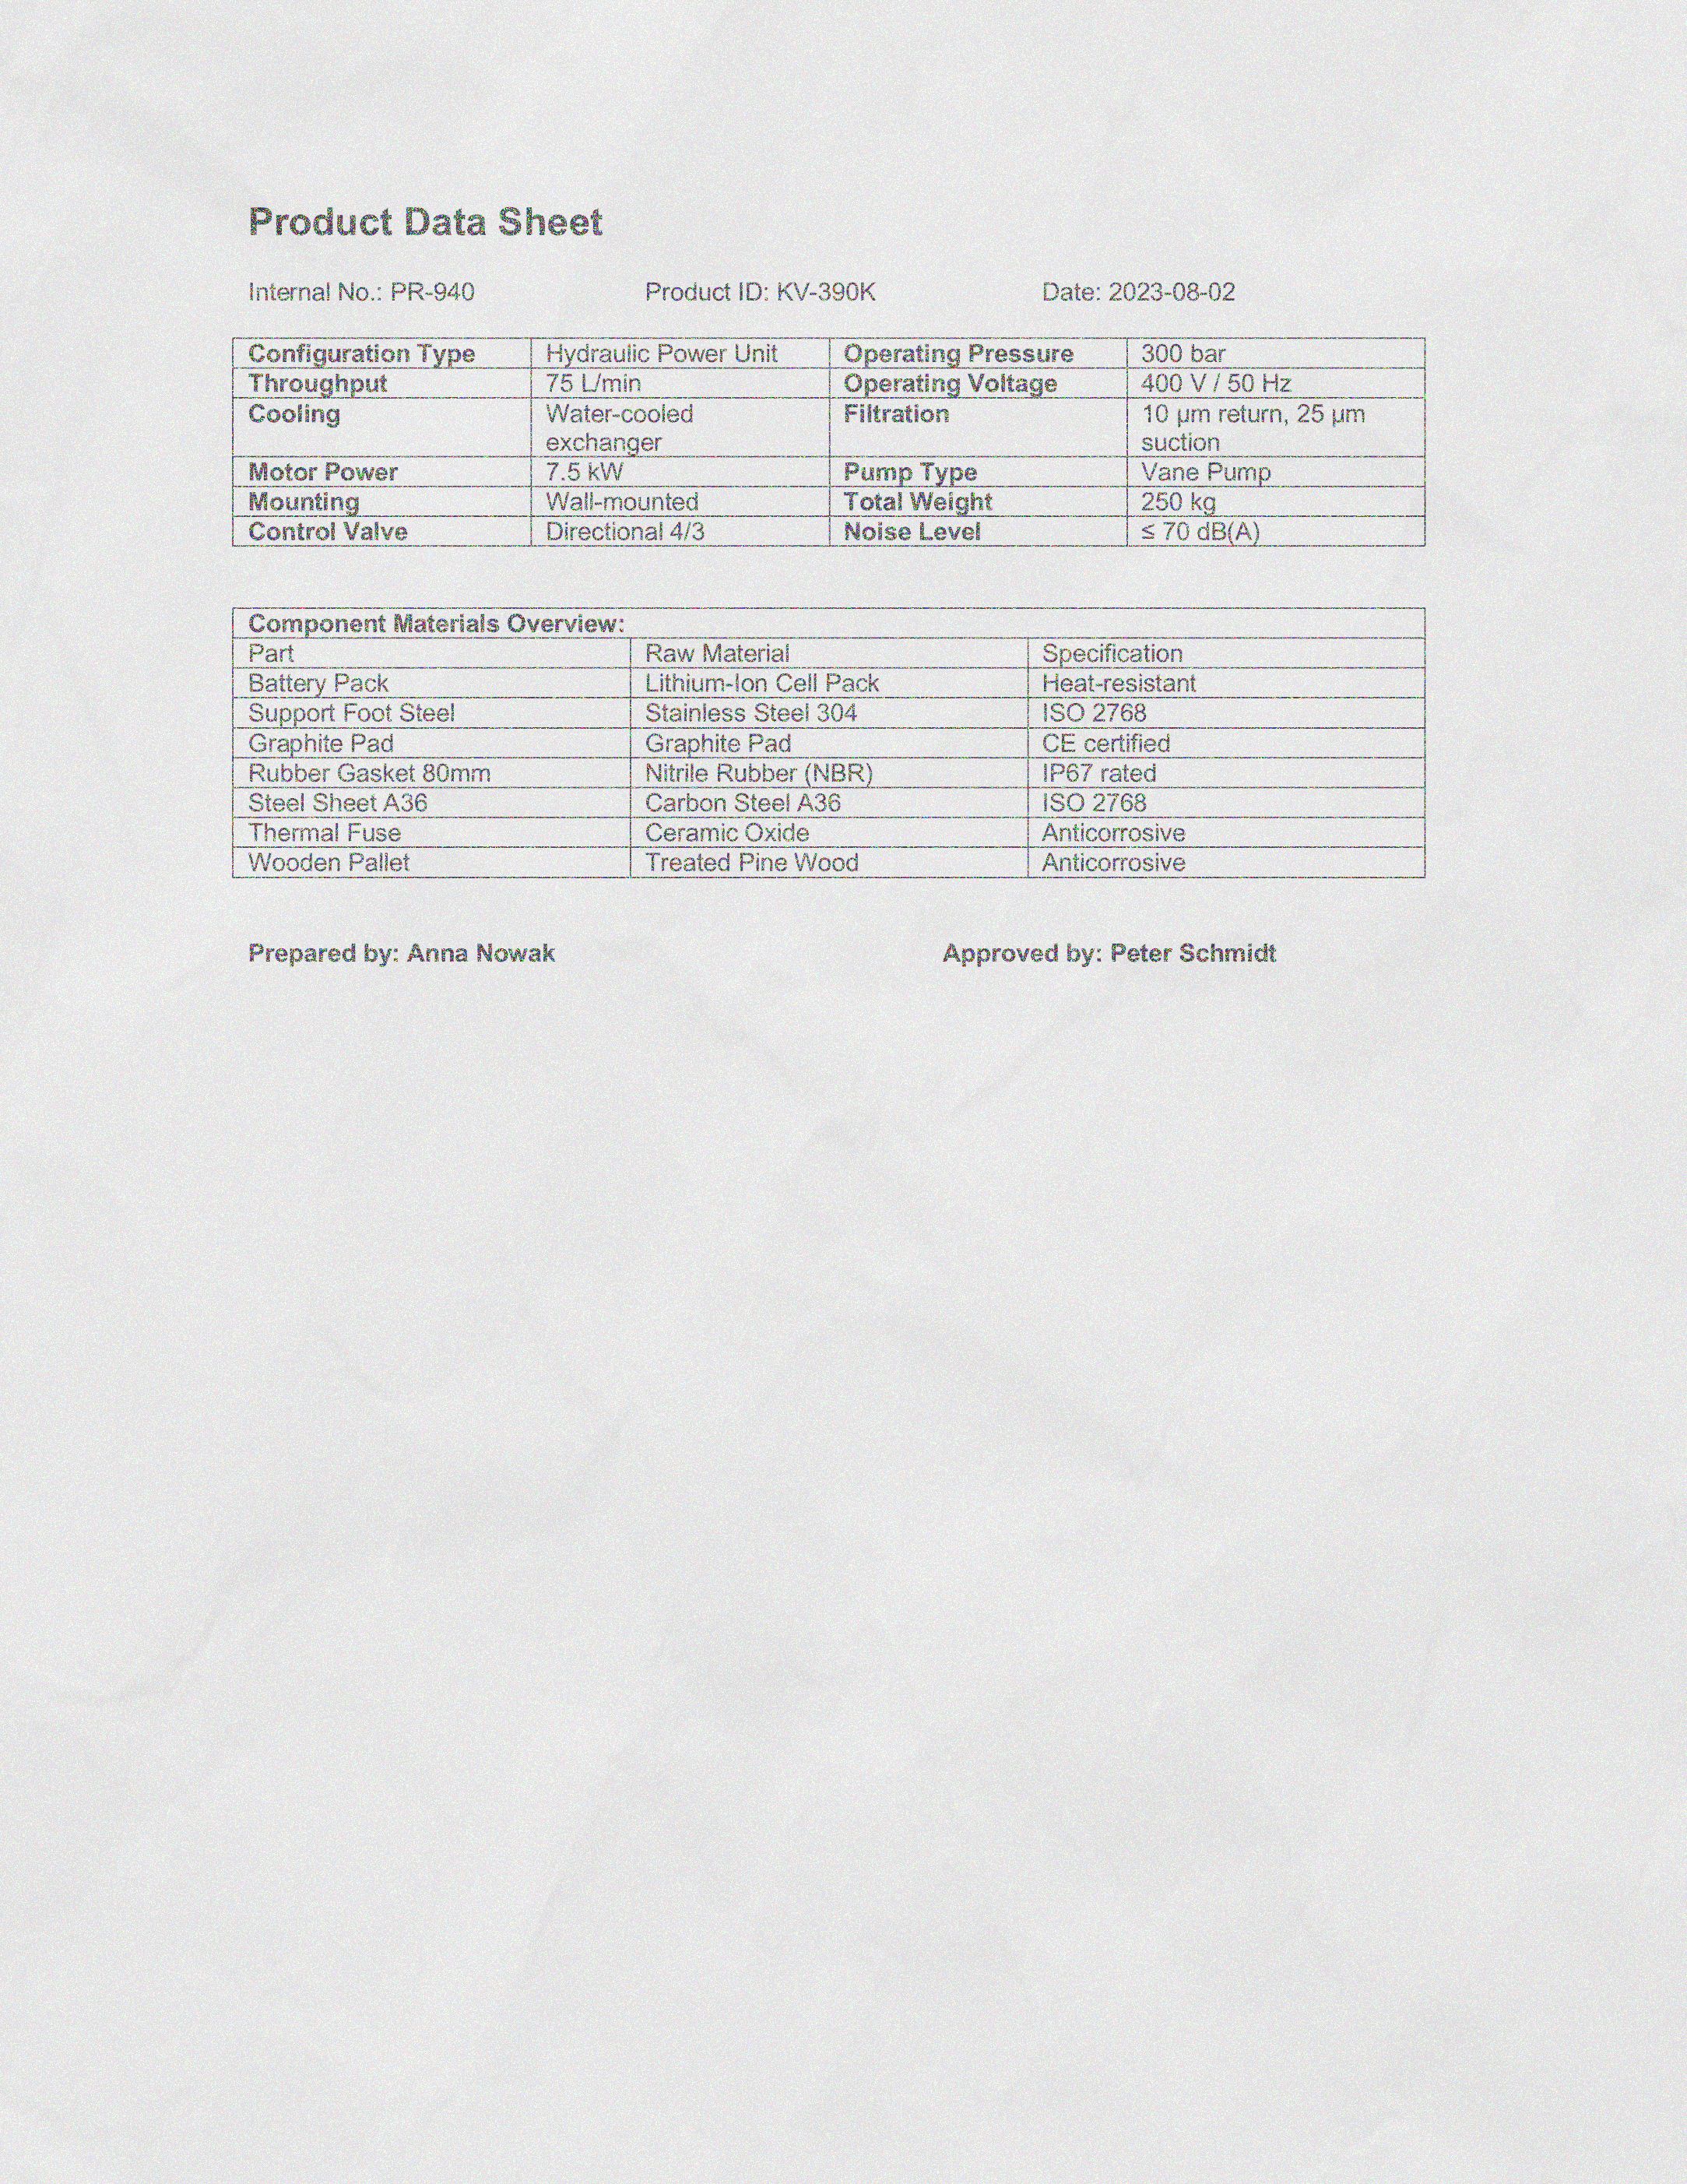 Product Data Sheet
Internal No.: PR-940 Product ID: KV-390K Date: 2023-08-02
Configuration Type Hydraulic Power Unit Operating Pressure 300 bar
Throughput 75 L/min Operating Voltage 400 V / 50 Hz
Cooling Water-cooled Filtration 10 µm return, 25 µm
exchanger suction
Motor Power 7.5 kW Pump Type Vane Pump
Mounting Wall-mounted Total Weight 250 kg
Control Valve Directional 4/3 Noise Level ≤ 70 dB(A)
Component Materials Overview:
Part Raw Material Specification
Battery Pack Lithium-Ion Cell Pack Heat-resistant
Support Foot Steel Stainless Steel 304 ISO 2768
Graphite Pad Graphite Pad CE certified
Rubber Gasket 80mm Nitrile Rubber (NBR) IP67 rated
Steel Sheet A36 Carbon Steel A36 ISO 2768
Thermal Fuse Ceramic Oxide Anticorrosive
Wooden Pallet Treated Pine Wood Anticorrosive
Prepared by: Anna Nowak Approved by: Peter Schmidt